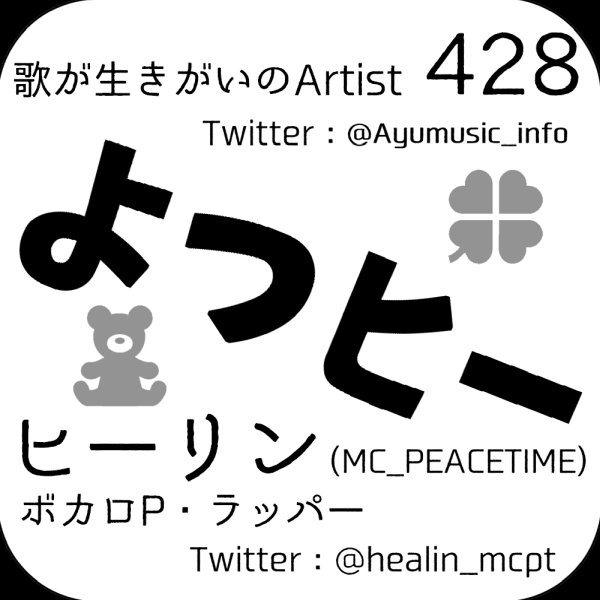 歌が生きがいのArtist 428
Twitter：@Ayumusic_info
よつヒー
ヒーリン (MC_PEACETIME)
ボカロP・ラッパー
Twitter：@healin_mcpt